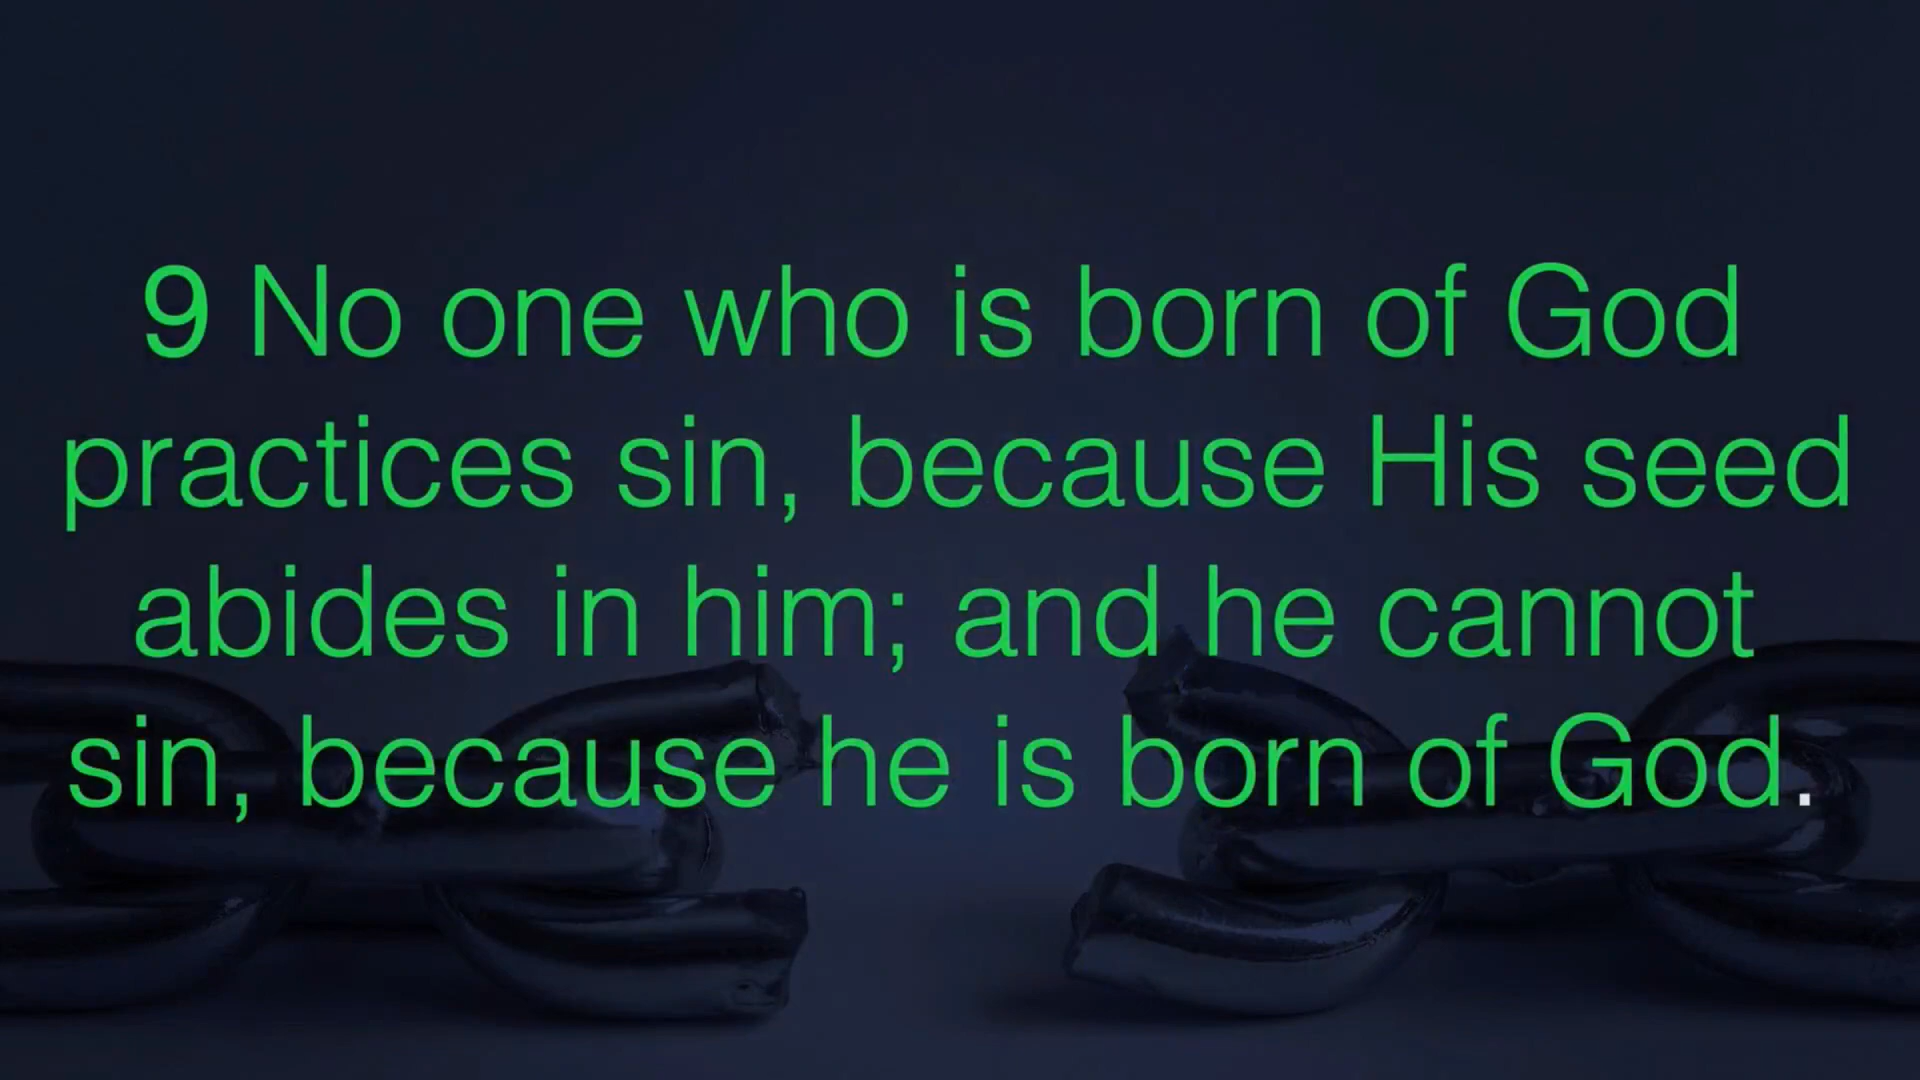 9 No one who is born of God
practices sin, because His seed
abides in him; and he cannot
sin, because he is born of God.